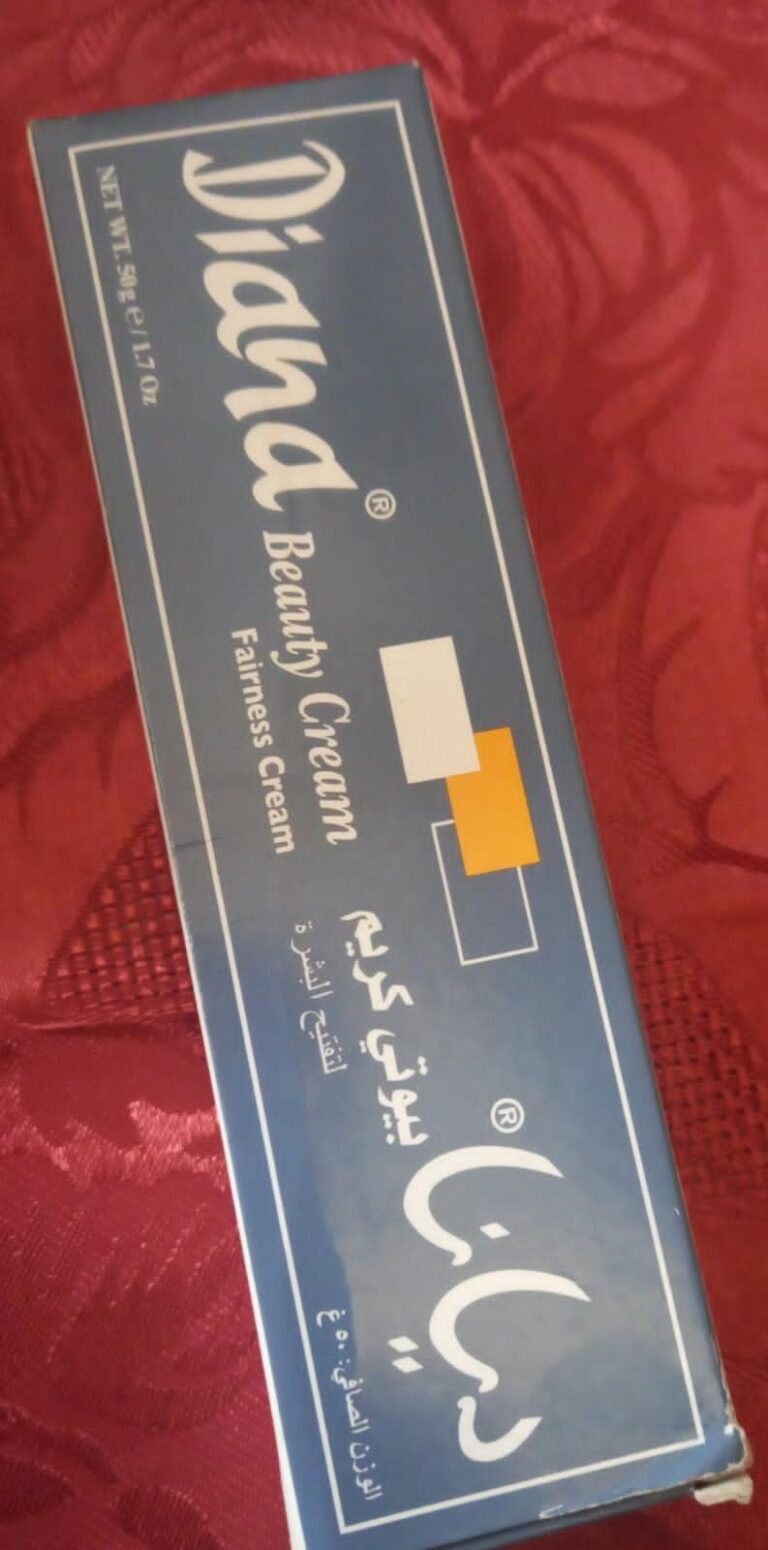 Diana®
Beauty Cream
Fairness Cream
NET WT. 50g e / 1.7 Oz
ديانا®
بيوتي كريم
لتفتيح البشرة
الوزن الصافي: ٥٠ غ